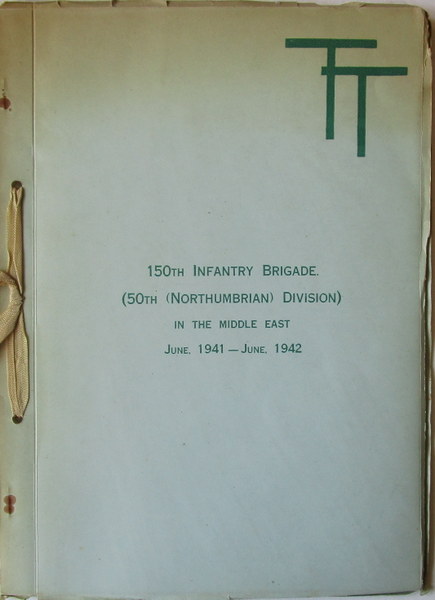 TT
150TH INFANTRY BRIGADE.
(50TH (NORTHUMBRIAN) DIVISION)
IN THE MIDDLE EAST
JUNE, 1941 — JUNE, 1942